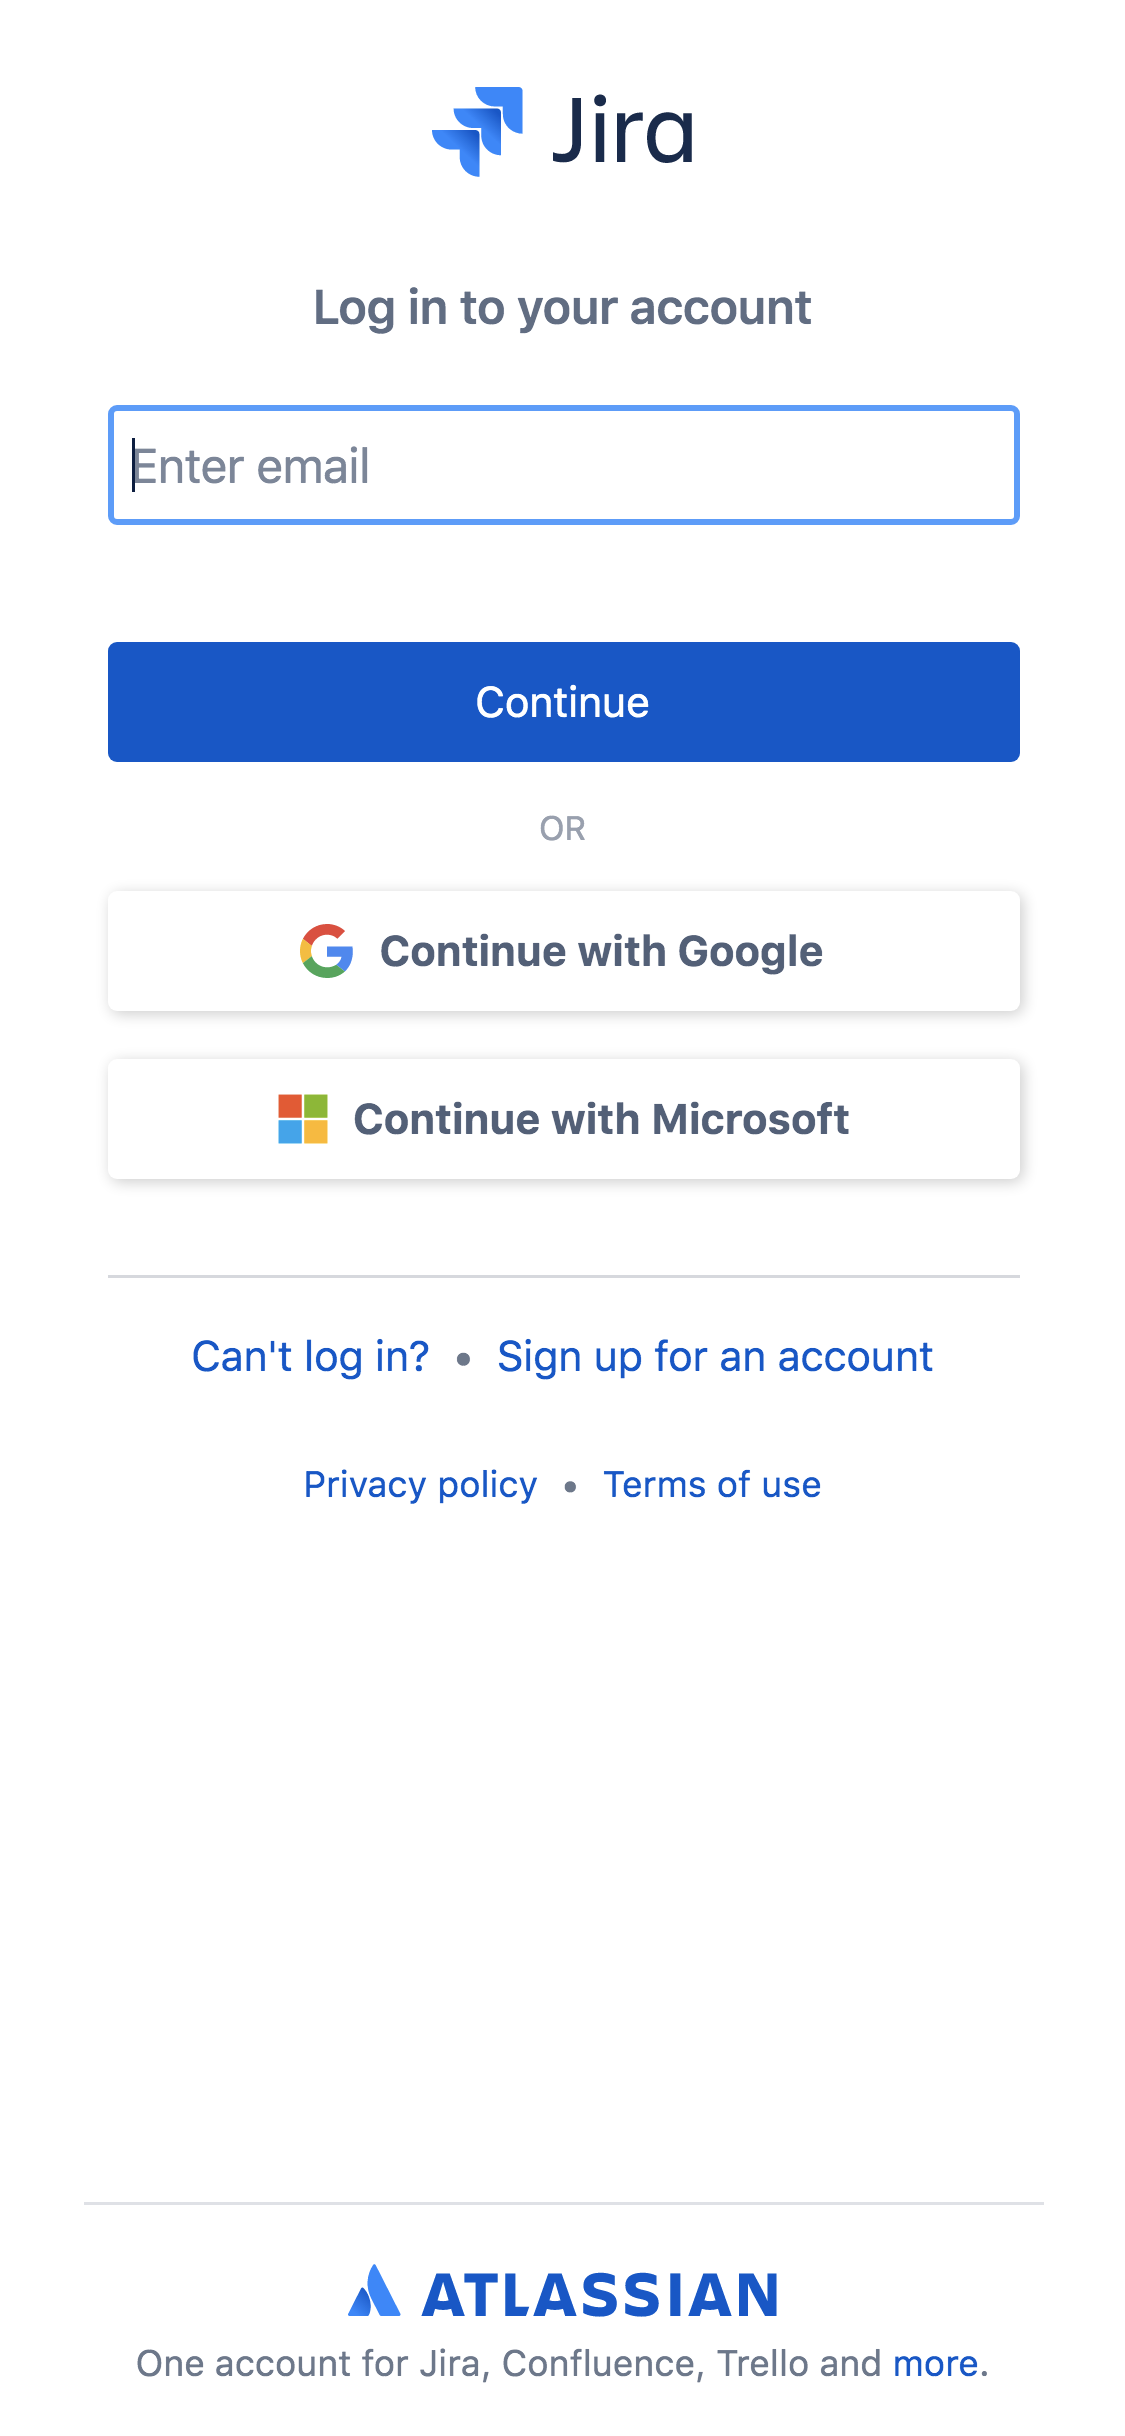 Jira
Log in to your account
Enter email
Continue
OR
Continue with Google
Continue with Microsoft
Can't log in? • Sign up for an account
Privacy policy • Terms of use
ATLASSIAN
One account for Jira, Confluence, Trello and more.